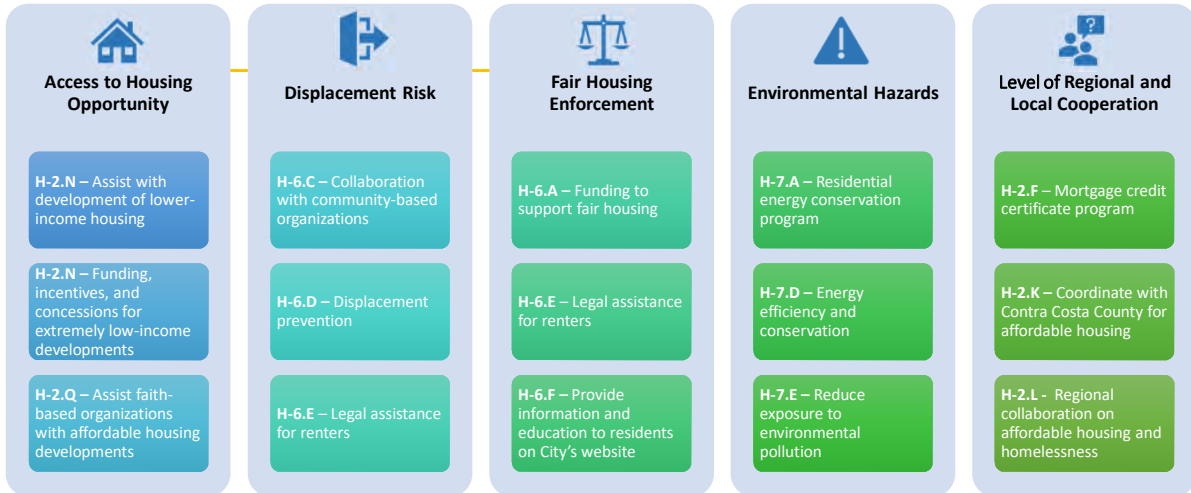 Access to Housing
Opportunity
H-2.N – Assist with
development of lower-
income housing
H-2.N – Funding,
incentives, and
concessions for
extremely low-income
developments
H-2.Q – Assist faith-
based organizations
with affordable housing
developments
Displacement Risk
H-6.C – Collaboration
with community-based
organizations
H-6.D – Displacement
prevention
H-6.E – Legal assistance
for renters
Fair Housing
Enforcement
H-6.A – Funding to
support fair housing
H-6.E – Legal assistance
for renters
H-6.F – Provide
information and
education to residents
on City’s website
Environmental Hazards
H-7.A – Residential
energy conservation
program
H-7.D – Energy
efficiency and
conservation
H-7.E – Reduce
exposure to
environmental
pollution
?
Level of Regional and
Local Cooperation
H-2.F – Mortgage credit
certificate program
H-2.K – Coordinate with
Contra Costa County for
affordable housing
H-2.L - Regional
collaboration on
affordable housing and
homelessness